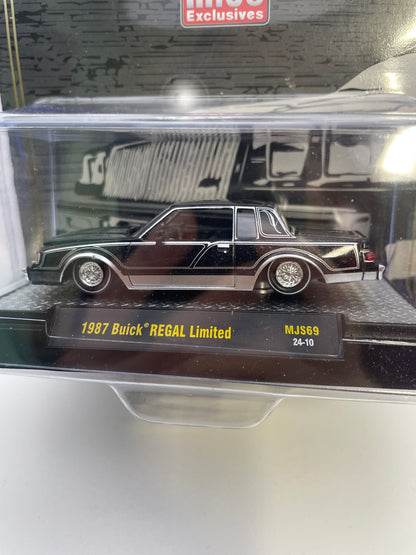 Exclusives
1987 Buick® REGAL Limited
MJS69
24-10